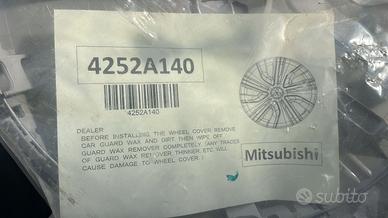 4252A140
4252A140
DEALER
BEFORE INSTALLING THE WHEEL COVER REMOVE
CAR GUARD WAX AND DIRT THEN WIPE OFF
GUARD WAX REMOVER COMPLETELY (ANY TRACES
OF GUARD WAX REMOVER THINNER ETC WILL
CAUSE DAMAGE TO WHEEL COVER )
Mitsubishi
subito